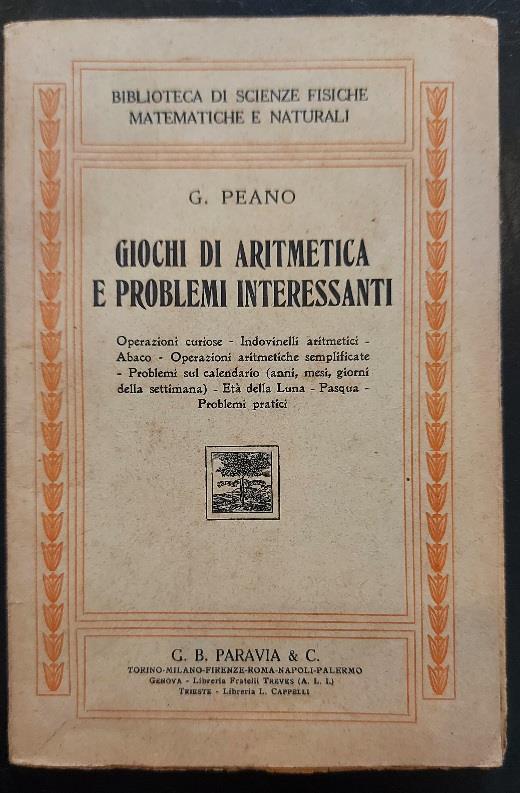 BIBLIOTECA DI SCIENZE FISICHE
MATEMATICHE E NATURALI
G. PEANO
GIOCHI DI ARITMETICA
E PROBLEMI INTERESSANTI
Operazioni curiose - Indovinelli aritmetici -
Abaco - Operazioni aritmetiche semplificate
- Problemi sul calendario (anni, mesi, giorni
della settimana) - Età della Luna - Pasqua -
Problemi pratici
G. B. PARAVIA & C.
TORINO-MILANO-FIRENZE-ROMA-NAPOLI-PALERMO
GENOVA - Libreria Fratelli TREVES (A. L. I.)
TRIESTE - Libreria L. CAPPELLI